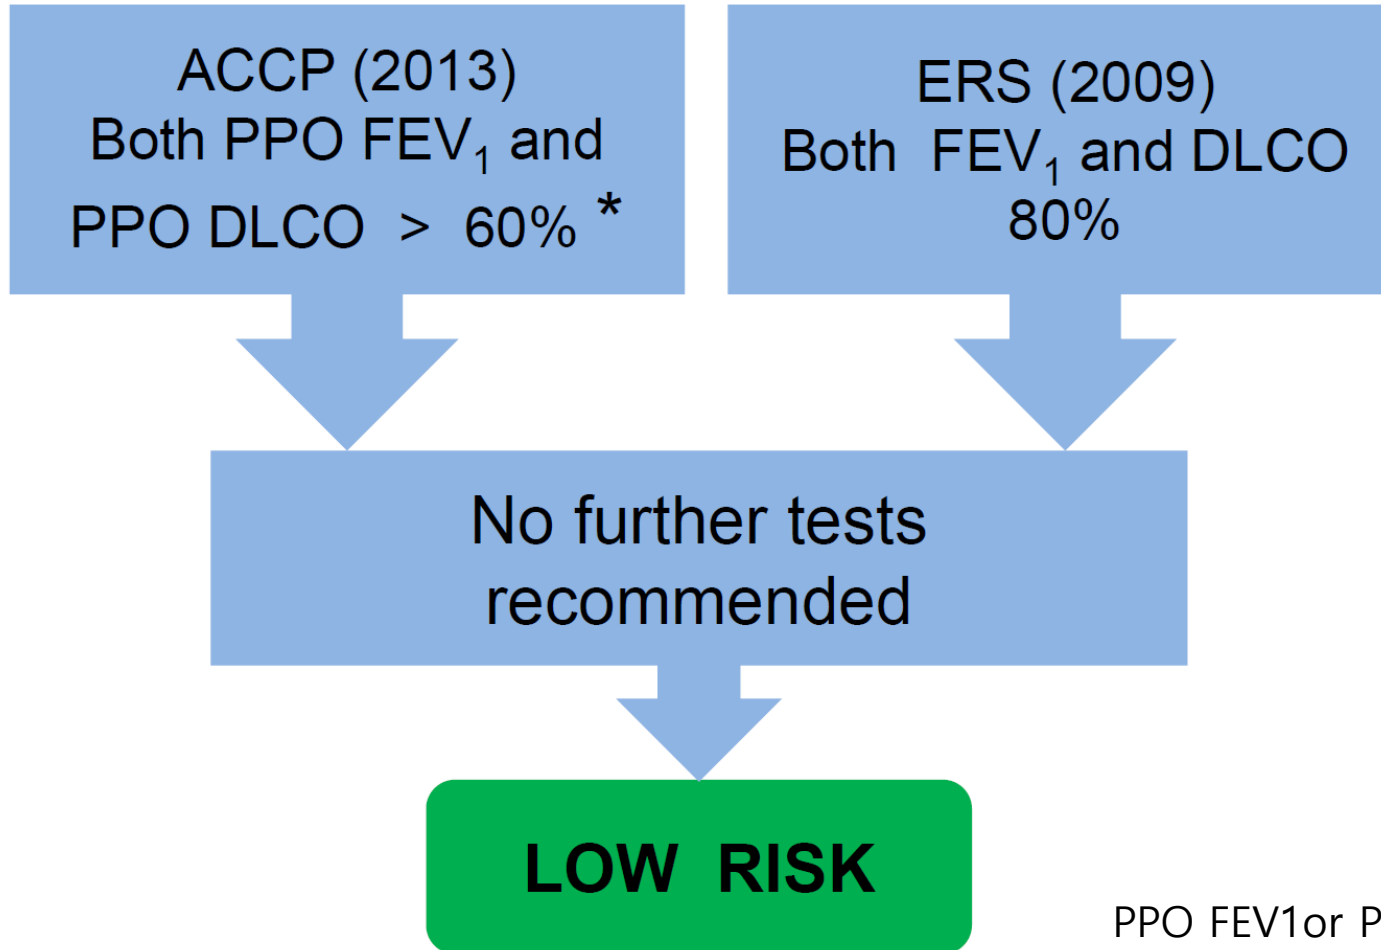 ACCP (2013)
Both PPO FEV₁ and
PPO DLCO > 60% *
ERS (2009)
Both FEV₁ and DLCO
80%
No further tests
recommended
LOW RISK
PPO FEV1or P